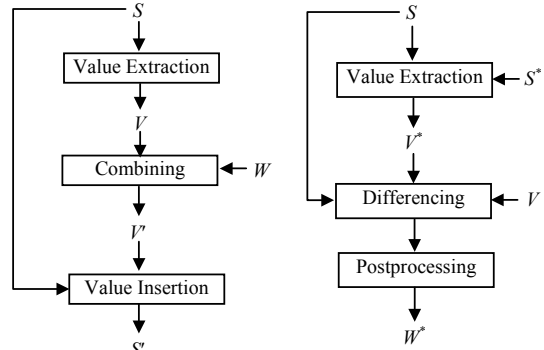 S
Value Extraction
V
Combining
W
V'
Value Insertion
S'
S
Value Extraction
S*
V*
Differencing
V
Postprocessing
W*